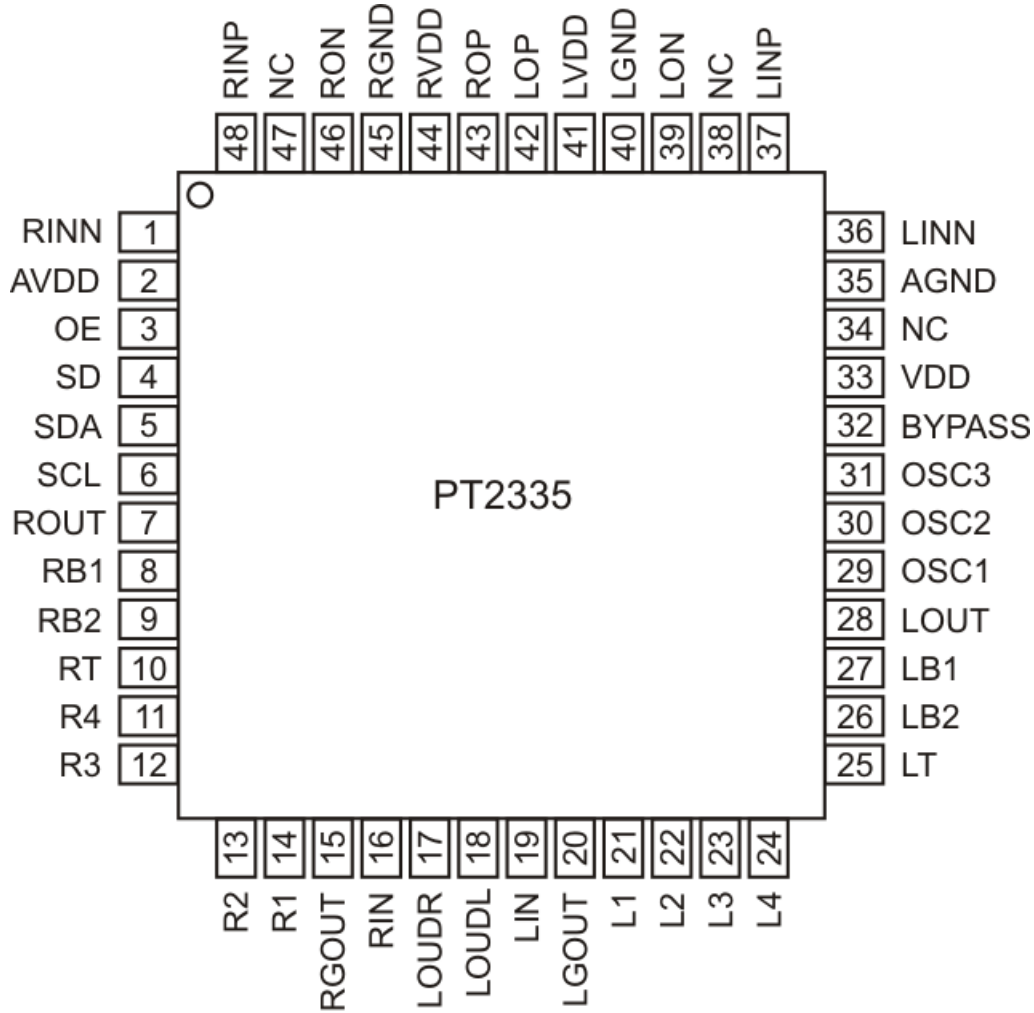 RINP NC RON RGND RVDD ROP LOP LVDD LGND LON NC LINP
48 47 46 45 44 43 42 41 40 39 38 37
RINN 1 36 LINN
AVDD 2 35 AGND
OE 3 34 NC
SD 4 33 VDD
SDA 5 32 BYPASS
SCL 6 31 OSC3
PT2335
ROUT 7 30 OSC2
RB1 8 29 OSC1
RB2 9 28 LOUT
RT 10 27 LB1
R4 11 26 LB2
R3 12 25 LT
13 14 15 16 17 18 19 20 21 22 23 24
R2 R1 RGOUT RIN LOUDR LOUDL LIN LGOUT L1 L2 L3 L4